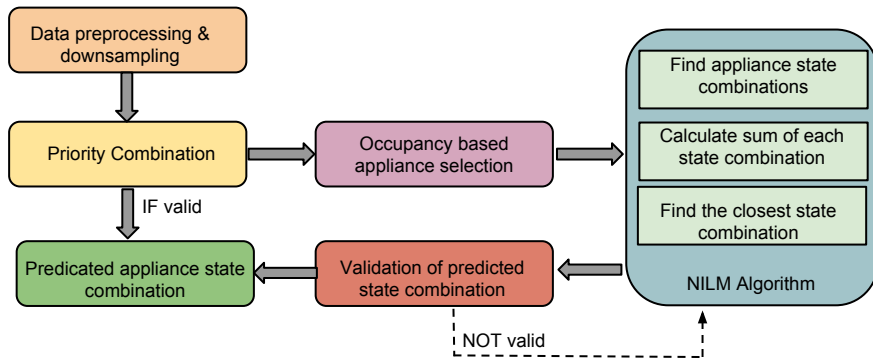 Data preprocessing &
downsampling
Priority Combination
IF valid
Predicated appliance state
combination
Occupancy based
appliance selection
Validation of predicted
state combination
NOT valid
Find appliance state
combinations
Calculate sum of each
state combination
Find the closest state
combination
NILM Algorithm